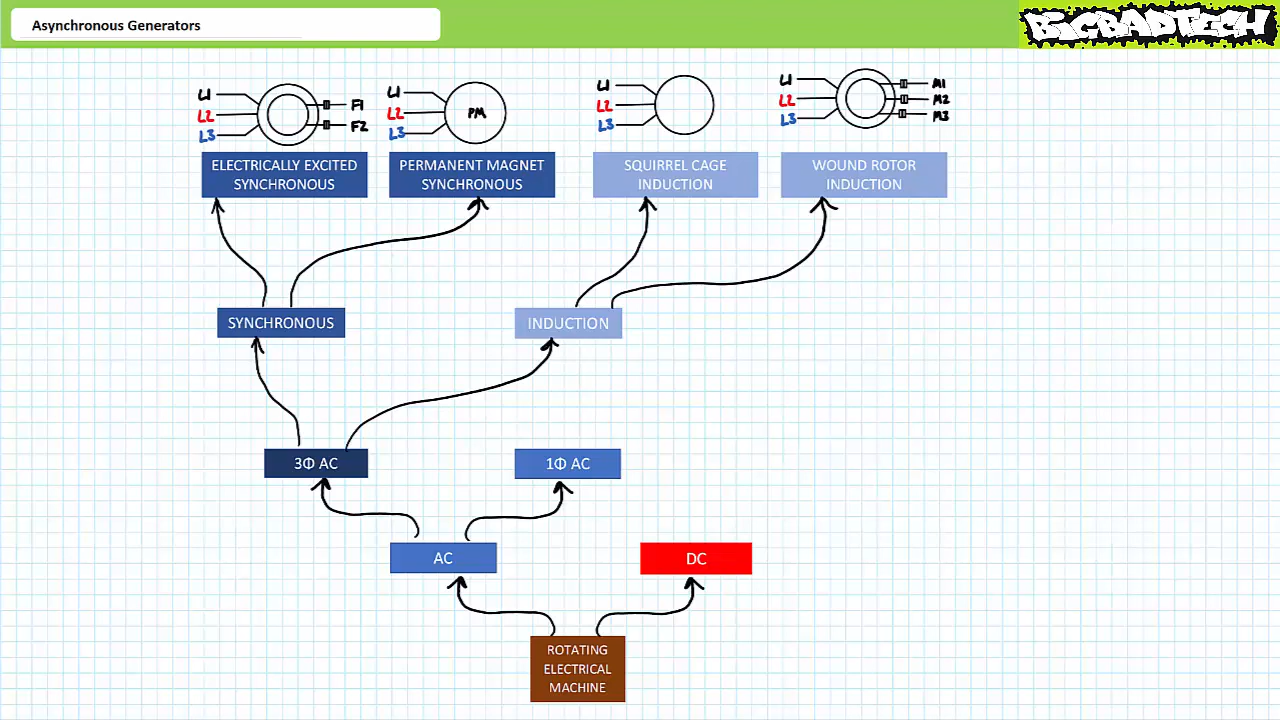 Asynchronous Generators
BIGBADTECH
L1
L2
L3
F1
F2
L1
L2
L3
PM
L1
L2
L3
L1
L2
L3
M1
M2
M3
ELECTRICALLY EXCITED
SYNCHRONOUS
PERMANENT MAGNET
SYNCHRONOUS
SQUIRREL CAGE
INDUCTION
WOUND ROTOR
INDUCTION
SYNCHRONOUS
INDUCTION
3Φ AC
1Φ AC
AC
DC
ROTATING
ELECTRICAL
MACHINE